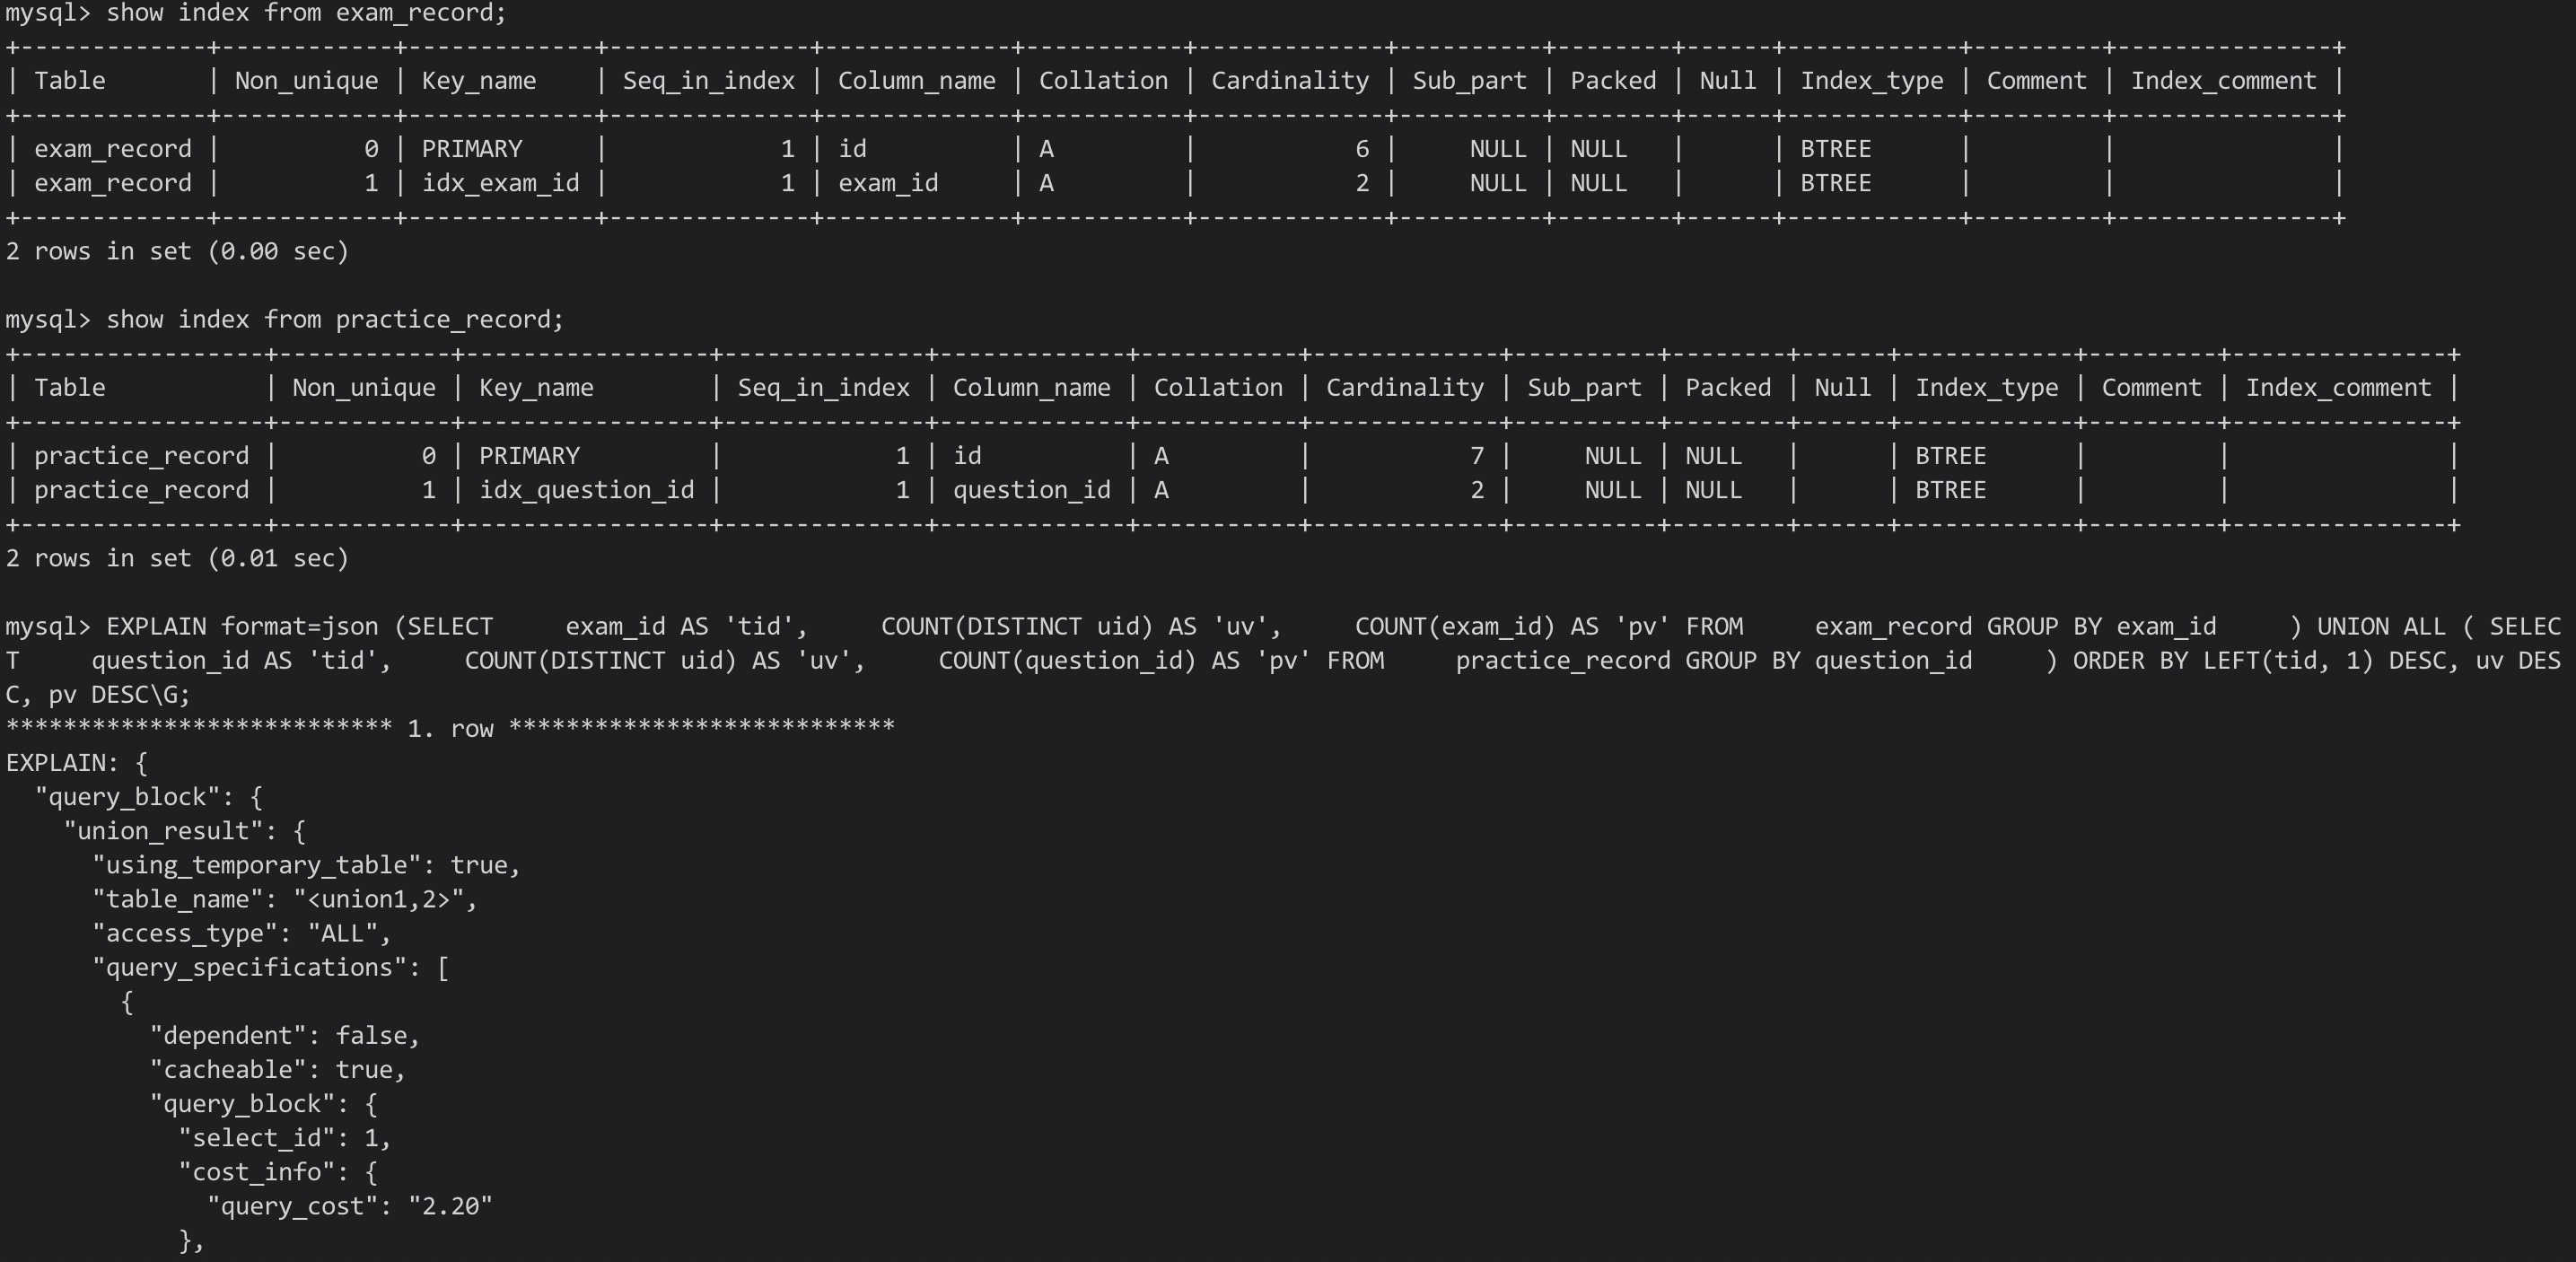 mysql> show index from exam_record;
+-------------+------------+-------------+--------------+-------------+-----------+-------------+----------+--------+------+------------+---------+---------------+
| Table       | Non_unique | Key_name    | Seq_in_index | Column_name | Collation | Cardinality | Sub_part | Packed | Null | Index_type | Comment | Index_comment |
+-------------+------------+-------------+--------------+-------------+-----------+-------------+----------+--------+------+------------+---------+---------------+
| exam_record |          0 | PRIMARY     |            1 | id          | A         |           6 |     NULL | NULL   |      | BTREE      |         |               |
| exam_record |          1 | idx_exam_id |            1 | exam_id     | A         |           2 |     NULL | NULL   |      | BTREE      |         |               |
+-------------+------------+-------------+--------------+-------------+-----------+-------------+----------+--------+------+------------+---------+---------------+
2 rows in set (0.00 sec)

mysql> show index from practice_record;
+-----------------+------------+-----------------+--------------+-------------+-----------+-------------+----------+--------+------+------------+---------+---------------+
| Table           | Non_unique | Key_name        | Seq_in_index | Column_name | Collation | Cardinality | Sub_part | Packed | Null | Index_type | Comment | Index_comment |
+-----------------+------------+-----------------+--------------+-------------+-----------+-------------+----------+--------+------+------------+---------+---------------+
| practice_record |          0 | PRIMARY         |            1 | id          | A         |           7 |     NULL | NULL   |      | BTREE      |         |               |
| practice_record |          1 | idx_question_id |            1 | question_id | A         |           2 |     NULL | NULL   |      | BTREE      |         |               |
+-----------------+------------+-----------------+--------------+-------------+-----------+-------------+----------+--------+------+------------+---------+---------------+
2 rows in set (0.01 sec)

mysql> EXPLAIN format=json (SELECT     exam_id AS 'tid',     COUNT(DISTINCT uid) AS 'uv',     COUNT(exam_id) AS 'pv' FROM     exam_record GROUP BY exam_id     ) UNION ALL ( SELEC
T     question_id AS 'tid',     COUNT(DISTINCT uid) AS 'uv',     COUNT(question_id) AS 'pv' FROM     practice_record GROUP BY question_id     ) ORDER BY LEFT(tid, 1) DESC, uv DES
C, pv DESC\G;
*************************** 1. row ***************************
EXPLAIN: {
  "query_block": {
    "union_result": {
      "using_temporary_table": true,
      "table_name": "<union1,2>",
      "access_type": "ALL",
      "query_specifications": [
        {
          "dependent": false,
          "cacheable": true,
          "query_block": {
            "select_id": 1,
            "cost_info": {
              "query_cost": "2.20"
            },